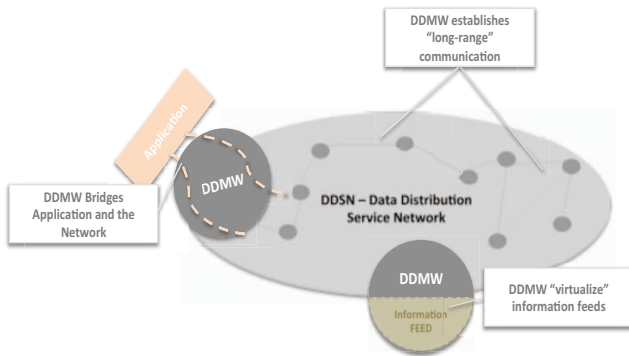 DDMW establishes
"long-range"
communication
Application
DDMW
DDMW Bridges
Application and the
Network
DDSN – Data Distribution
Service Network
DDMW
Information
FEED
DDMW "virtualize"
information feeds